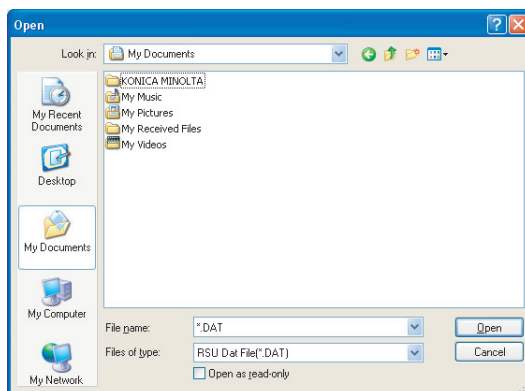 Open
Look in: My Documents
My Recent
Documents
Desktop
My Documents
My Computer
My Network
KONICA MINOLTA
My Music
My Pictures
My Received Files
My Videos
File name: *.DAT Open
Files of type: RSU Dat File(*.DAT) Cancel
Open as read-only